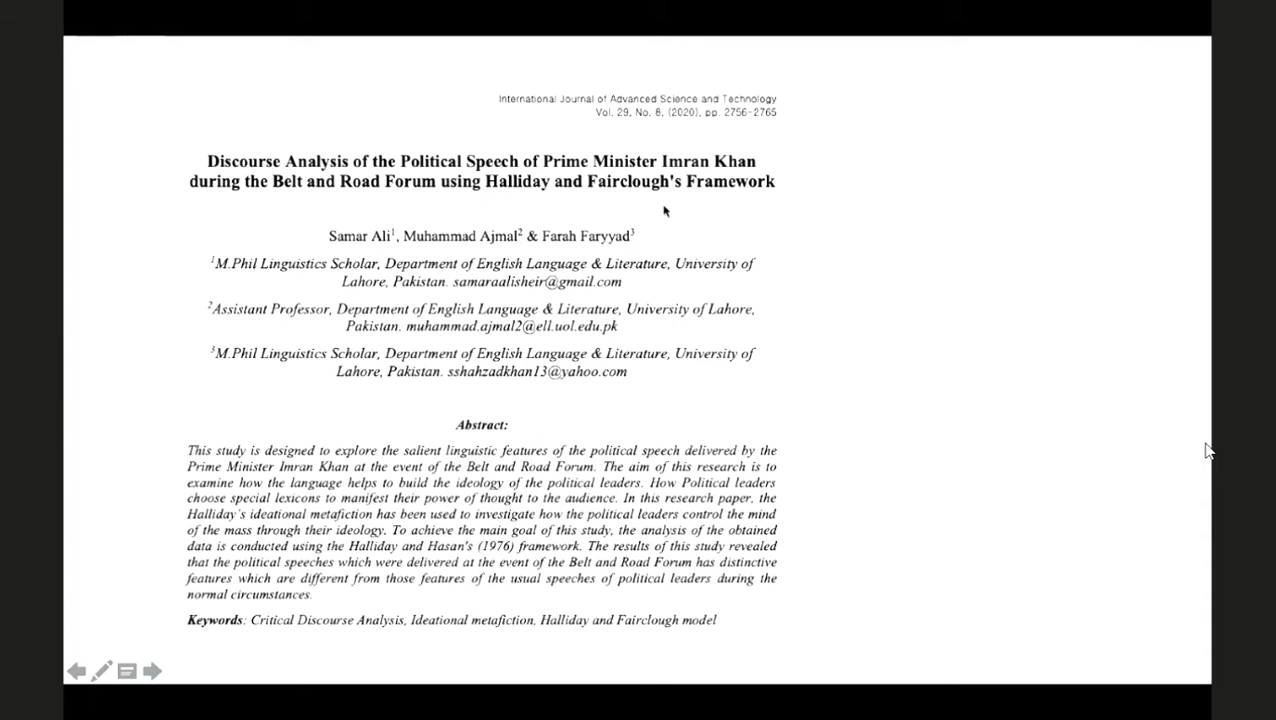 International Journal of Advanced Science and Technology
Vol. 29, No. 8, (2020), pp. 2756-2765
Discourse Analysis of the Political Speech of Prime Minister Imran Khan
during the Belt and Road Forum using Halliday and Fairclough's Framework
Samar Ali1, Muhammad Ajmal2 & Farah Faryyad3
1M.Phil Linguistics Scholar, Department of English Language & Literature, University of
Lahore, Pakistan. samaraalisheir@gmail.com
2Assistant Professor, Department of English Language & Literature, University of Lahore,
Pakistan. muhammad.ajmal2@ell.uol.edu.pk
3M.Phil Linguistics Scholar, Department of English Language & Literature, University of
Lahore, Pakistan. sshahzadkhan13@yahoo.com
Abstract:
This study is designed to explore the salient linguistic features of the political speech delivered by the
Prime Minister Imran Khan at the event of the Belt and Road Forum. The aim of this research is to
examine how the language helps to build the ideology of the political leaders. How Political leaders
choose special lexicons to manifest their power of thought to the audience. In this research paper, the
Halliday's ideational metafiction has been used to investigate how the political leaders control the mind
of the mass through their ideology. To achieve the main goal of this study, the analysis of the obtained
data is conducted using the Halliday and Hasan's (1976) framework. The results of this study revealed
that the political speeches which were delivered at the event of the Belt and Road Forum has distinctive
features which are different from those features of the usual speeches of political leaders during the
normal circumstances.
Keywords: Critical Discourse Analysis, Ideational metafiction, Halliday and Fairclough model